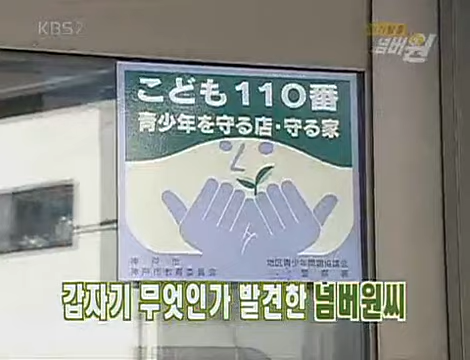 KBS2
넘버원
こども110番
青少年を守る店・守る家
神戸市
神戸市教育委員会
갑자기 무엇인가 발견한 넘버원씨